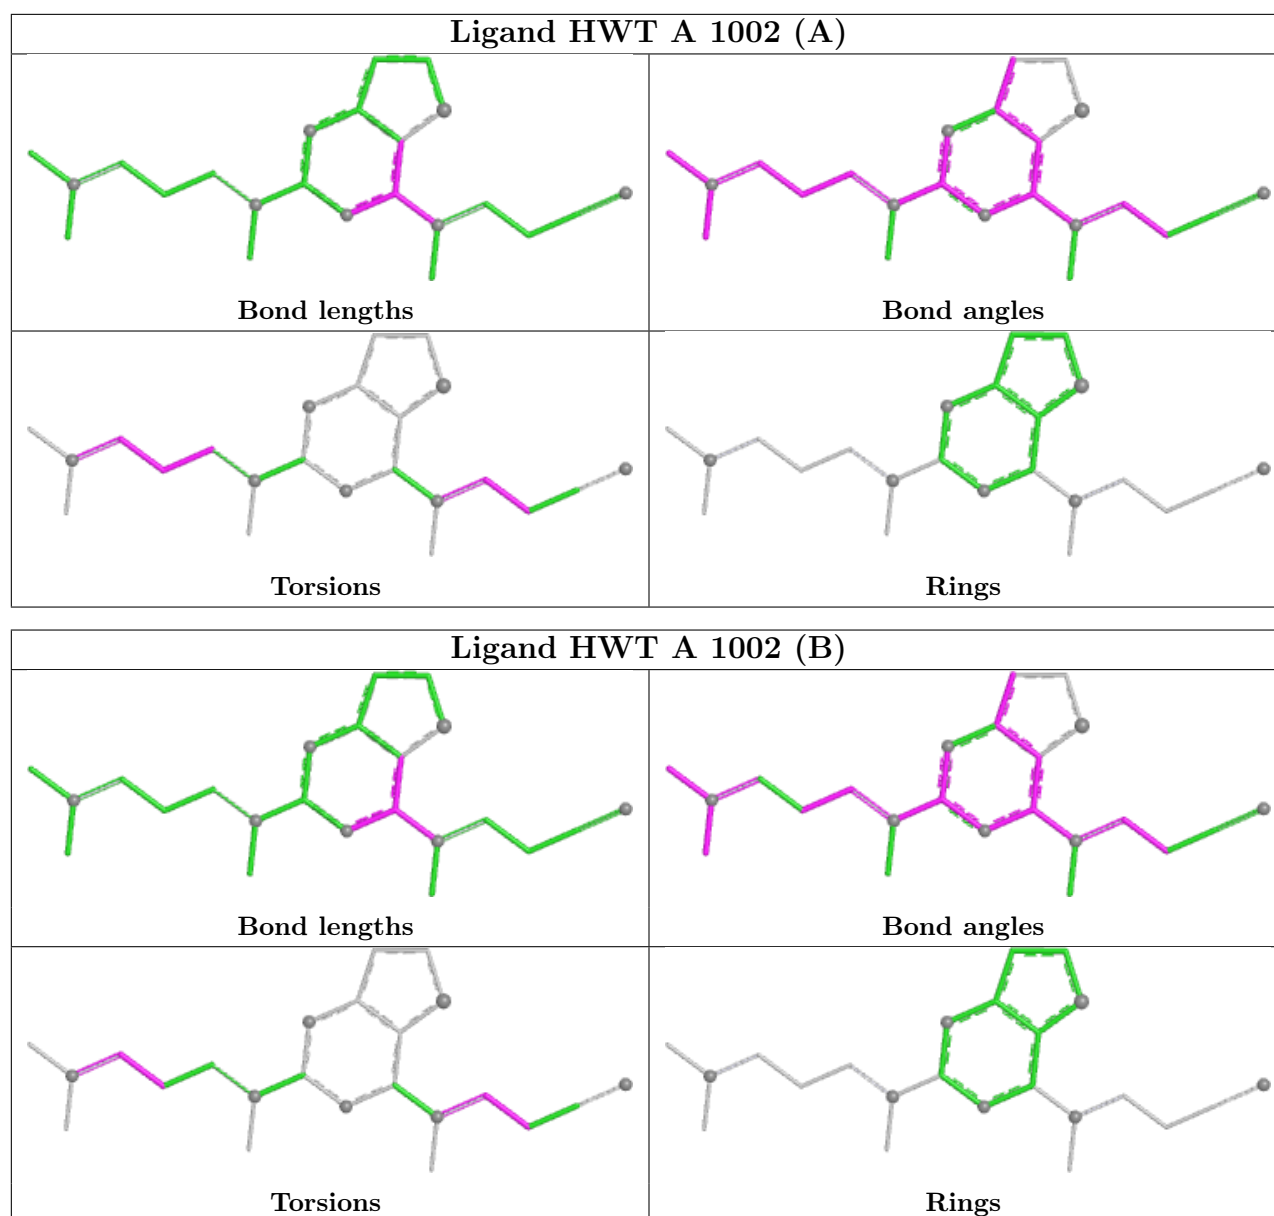 Ligand HWT A 1002 (A)
Bond lengths
Bond angles
Torsions
Rings
Ligand HWT A 1002 (B)
Bond lengths
Bond angles
Torsions
Rings